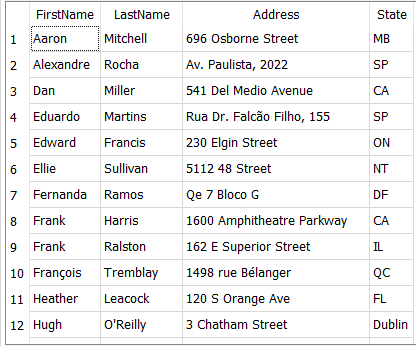 FirstName LastName Address State
1 Aaron Mitchell 696 Osborne Street MB
2 Alexandre Rocha Av. Paulista, 2022 SP
3 Dan Miller 541 Del Medio Avenue CA
4 Eduardo Martins Rua Dr. Falcão Filho, 155 SP
5 Edward Francis 230 Elgin Street ON
6 Ellie Sullivan 5112 48 Street NT
7 Fernanda Ramos Qe 7 Bloco G DF
8 Frank Harris 1600 Amphitheatre Parkway CA
9 Frank Ralston 162 E Superior Street IL
10 François Tremblay 1498 rue Bélanger QC
11 Heather Leacock 120 S Orange Ave FL
12 Hugh O'Reilly 3 Chatham Street Dublin